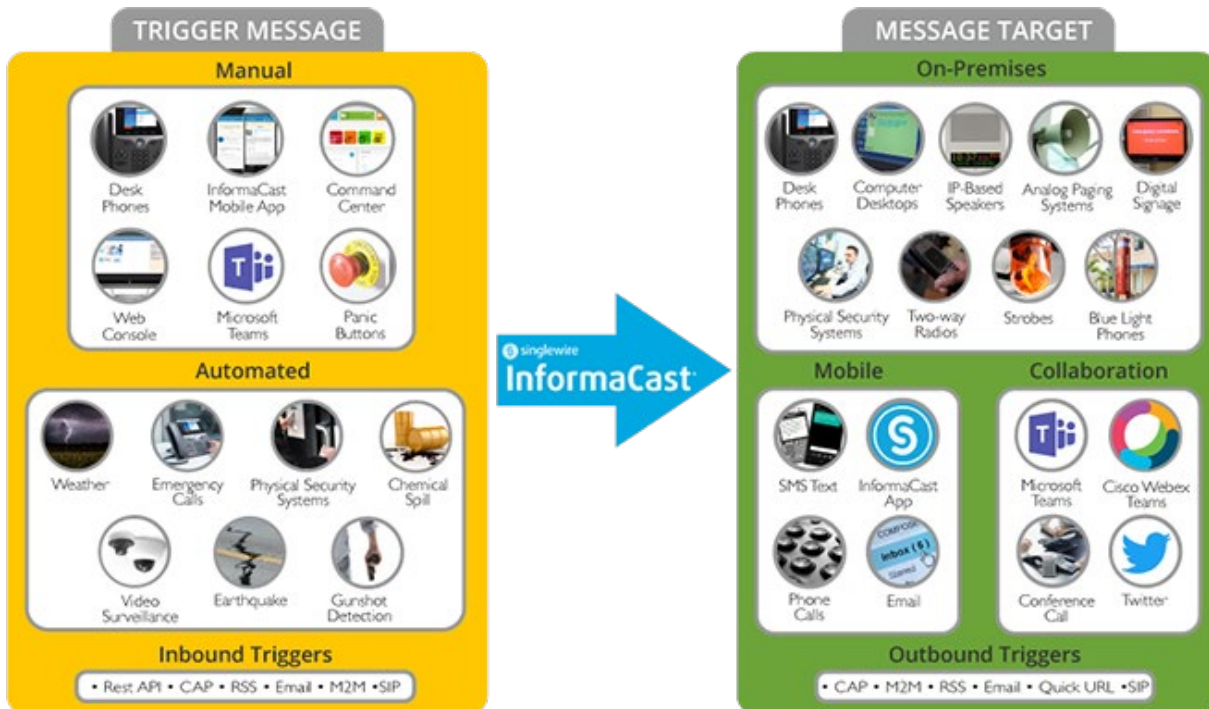 TRIGGER MESSAGE
Manual
Desk
Phones
InformaCast
Mobile App
Command
Center
Web
Console
Microsoft
Teams
Panic
Buttons
Automated
Weather
Emergency
Calls
Physical Security
Systems
Chemical
Spill
Video
Surveillance
Earthquake
Gunshot
Detection
Inbound Triggers
• Rest API • CAP • RSS • Email • M2M •SIP
singlewire
InformaCast
MESSAGE TARGET
On-Premises
Desk
Phones
Computer
Desktops
IP-Based
Speakers
Analog Paging
Systems
Digital
Signage
Physical Security
Systems
Two-way
Radios
Strobes
Blue Light
Phones
Mobile
SMS Text
InformaCast
App
Phone
Calls
COMPOSE
Inbox (6)
Starred
Email
Collaboration
Microsoft
Teams
Cisco Webex
Teams
Conference
Call
Twitter
Outbound Triggers
• CAP • M2M • RSS • Email • Quick URL •SIP